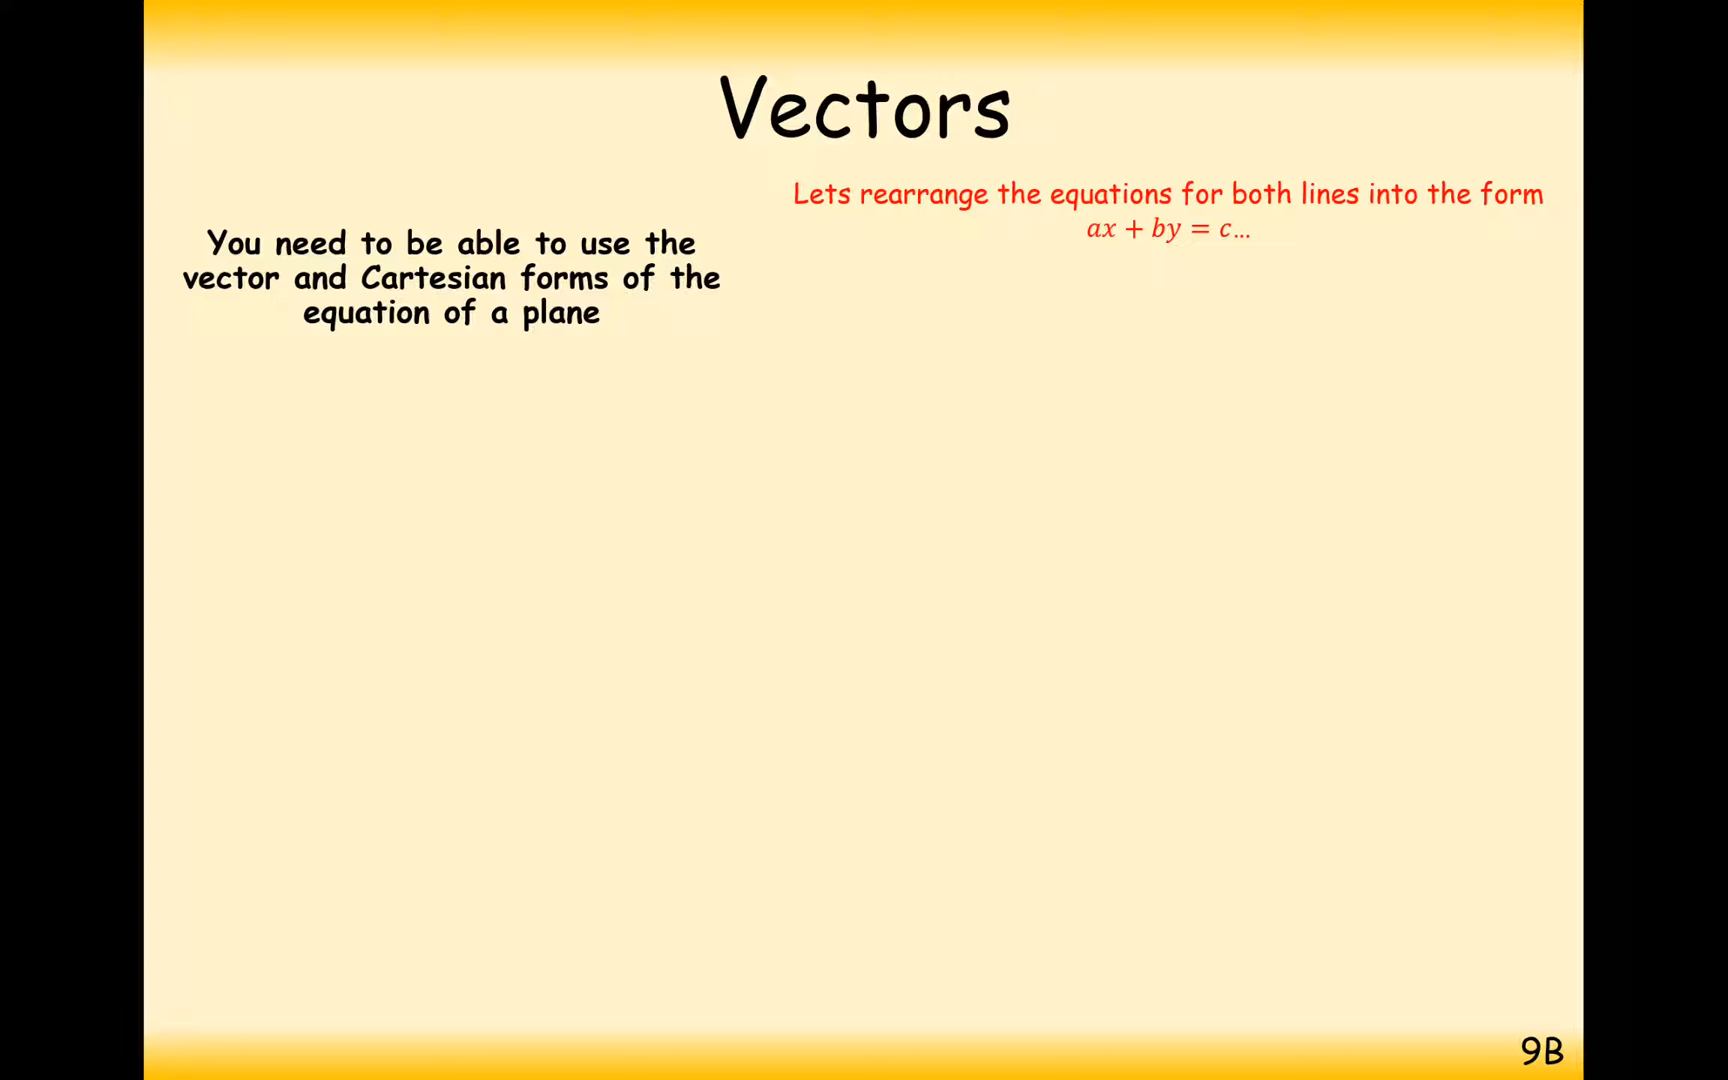 Vectors
You need to be able to use the
vector and Cartesian forms of the
equation of a plane
Lets rearrange the equations for both lines into the form
ax + by = c…
9B